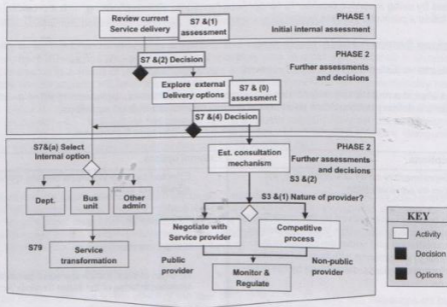 Review current
Service delivery
S7 &(1)
assessment
PHASE 1
Initial internal assessment
S7 &(2) Decision
PHASE 2
Further assessments
and decisions
Explore external
Delivery options
S7 & (0)
assessment
S7 &(4) Decision
S7&(a) Select
Internal option
Est. consultation
mechanism
PHASE 2
Further assessments
and decisions
S3 &(2)
S3 &(1) Nature of provider?
Dept.
Bus
unit
Other
admin
Negotiate with
Service provider
Competitive
process
S79
Service
transformation
Public
provider
Non-public
provider
Monitor &
Regulate
KEY
Activity
Decision
Options